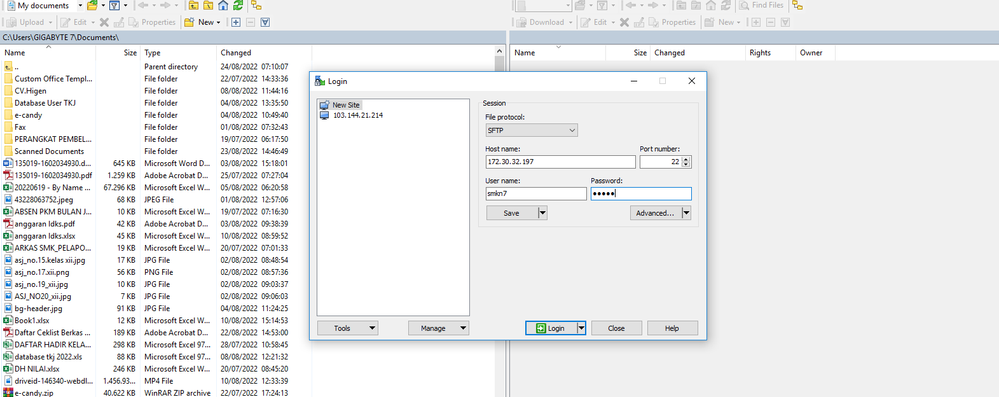 My documents
Find Files
Upload Edit Properties New
Download Edit Properties New
C:\Users\GIGABYTE 7\Documents\
Name Size Type Changed
Name Size Changed Rights Owner
.. Parent directory 24/08/2022 07:10:07
Custom Office Templ... File folder 22/07/2022 14:33:36
CV.Higen File folder 08/08/2022 11:44:16
Database User TKJ File folder 04/08/2022 13:35:50
e-candy File folder 04/08/2022 10:49:40
Fax File folder 01/08/2022 07:32:43
PERANGKAT PEMBEL... File folder 19/07/2022 06:17:50
Scanned Documents File folder 23/08/2022 14:46:49
135019-1602034930.d... 645 KB Microsoft Word D... 03/08/2022 15:18:01
135019-1602034930.pdf 1.259 KB Adobe Acrobat D... 25/07/2022 07:27:04
20220619 - By Name ... 67.296 KB Microsoft Excel W... 05/08/2022 06:20:58
43228063752.jpeg 68 KB JPEG File 01/08/2022 12:57:06
ABSEN PKM BULAN J... 10 KB Microsoft Excel W... 19/07/2022 07:16:30
anggaran ldks.pdf 42 KB Adobe Acrobat D... 03/08/2022 09:38:39
anggaran ldks.xlsx 45 KB Microsoft Excel W... 10/08/2022 08:59:52
ARKAS SMK_PELAPO... 19 KB Microsoft Excel W... 20/07/2022 07:01:33
asj_no.15.kelas xii.jpg 17 KB JPG File 02/08/2022 08:48:54
asj_no.17.xii.png 56 KB PNG File 02/08/2022 08:57:36
asj_no.19_xii.jpg 10 KB JPG File 02/08/2022 09:03:37
ASJ_NO20_xii.jpg 7 KB JPG File 02/08/2022 09:06:03
bg-header.jpg 91 KB JPG File 04/08/2022 11:24:25
Book1.xlsx 12 KB Microsoft Excel W... 10/08/2022 15:14:53
Daftar Ceklist Berkas ... 189 KB Adobe Acrobat D... 22/08/2022 14:53:00
DAFTAR HADIR KELA... 298 KB Microsoft Excel 97... 28/07/2022 10:58:45
database tkj 2022.xls 88 KB Microsoft Excel 97... 08/08/2022 12:21:32
DH NILAI.xlsx 246 KB Microsoft Excel W... 20/07/2022 08:45:20
driveid-146340-webdl... 1.456.93... MP4 File 10/08/2022 12:33:39
e-candy.zip 40.622 KB WinRAR ZIP archive 22/07/2022 17:24:13
Login
New Site
103.144.21.214
Session
File protocol:
SFTP
Host name: Port number:
172.30.32.197 22
User name: Password:
smkn7 •••••
Save Advanced...
Tools Manage Login Close Help